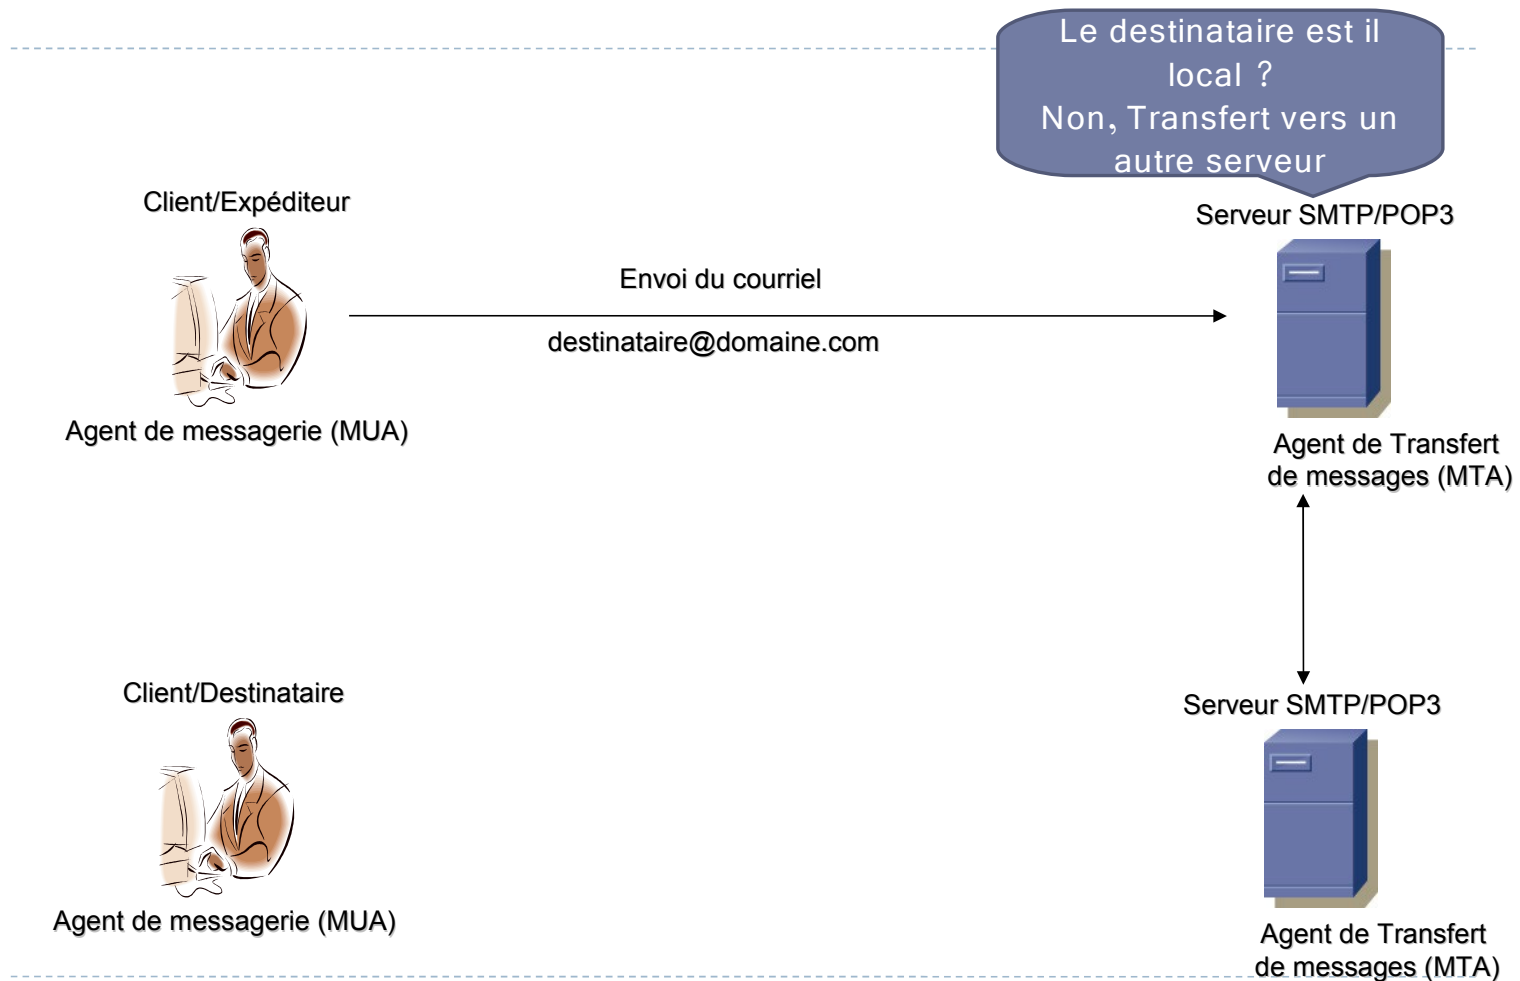 Le destinataire est il
local ?
Non, Transfert vers un
autre serveur
Client/Expéditeur
Serveur SMTP/POP3
Envoi du courriel
destinataire@domaine.com
Agent de messagerie (MUA)
Agent de Transfert
de messages (MTA)
Client/Destinataire
Serveur SMTP/POP3
Agent de messagerie (MUA)
Agent de Transfert
de messages (MTA)